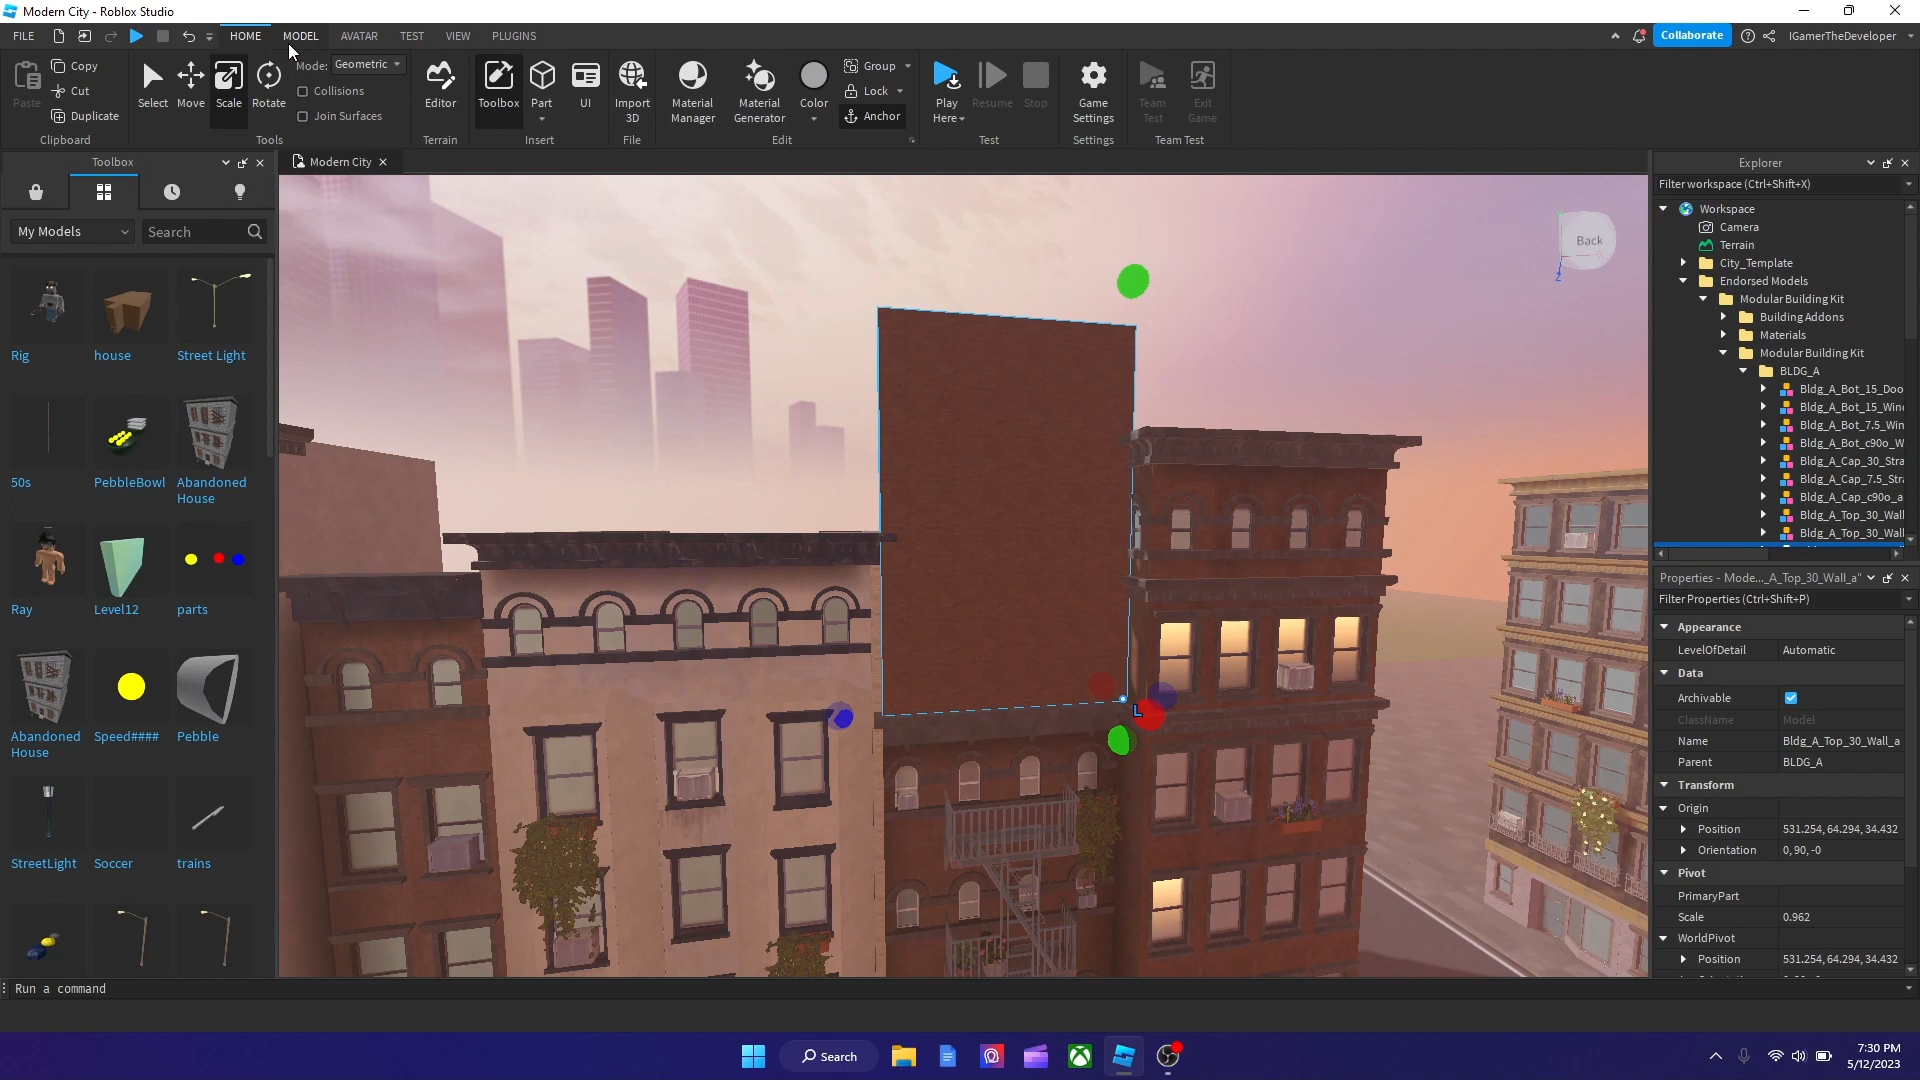 Modern City - Roblox Studio
FILE
HOME
MODEL
AVATAR
TEST
VIEW
PLUGINS
Collaborate
IGamerTheDeveloper
Paste
Copy
Cut
Duplicate
Clipboard
Select
Move
Scale
Rotate
Mode: Geometric
Collisions
Join Surfaces
Tools
Editor
Terrain
Toolbox
Part
UI
Insert
Import 3D
File
Material Manager
Material Generator
Color
Group
Lock
Anchor
Edit
Play Here
Resume
Stop
Test
Game Settings
Settings
Team Test
Exit Game
Team Test
Toolbox
My Models
Search
Rig
house
Street Light
50s
PebbleBowl
Abandoned House
Ray
Level12
parts
Abandoned House
Speed####
Pebble
StreetLight
Soccer
trains
Modern City
Back
Z
L
Explorer
Filter workspace (Ctrl+Shift+X)
Workspace
Camera
Terrain
City_Template
Endorsed Models
Modular Building Kit
Building Addons
Materials
Modular Building Kit
BLDG_A
Bldg_A_Bot_15_Doo
Bldg_A_Bot_15_Win
Bldg_A_Bot_7.5_Win
Bldg_A_Bot_c90o_W
Bldg_A_Cap_30_Stra
Bldg_A_Cap_7.5_Str
Bldg_A_Cap_c90o_a
Bldg_A_Top_30_Wall
Bldg_A_Top_30_Wall
Properties - Mode..._A_Top_30_Wall_a"
Filter Properties (Ctrl+Shift+P)
Appearance
LevelOfDetail Automatic
Data
Archivable
ClassName Model
Name Bldg_A_Top_30_Wall_a
Parent BLDG_A
Transform
Origin
Position 531.254, 64.294, 34.432
Orientation 0, 90, -0
Pivot
PrimaryPart
Scale 0.962
WorldPivot
Position 531.254, 64.294, 34.432
Run a command
Search
7:30 PM
5/12/2023